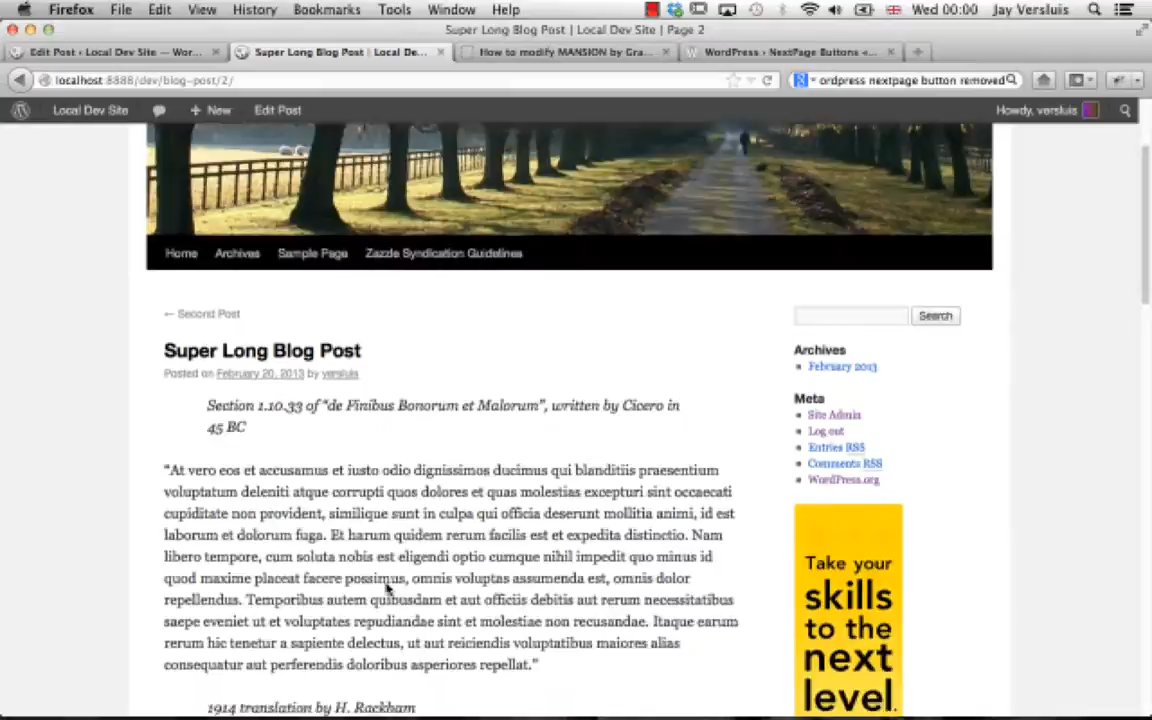 Firefox File Edit View History Bookmarks Tools Window Help Wed 00:00 Jay Versluis
Super Long Blog Post | Local Dev Site | Page 2
Edit Post ‹ Local Dev Site — Wor... Super Long Blog Post | Local De... How to modify MANSION by Gra... WordPress › NextPage Buttons «...
localhost:8888/dev/blog-post/2/ ordpress nextpage button removed
Local Dev Site + New Edit Post Howdy, versluis
Home Archives Sample Page Zazzle Syndication Guidelines
← Second Post
Search
Super Long Blog Post
Posted on February 20, 2013 by versluis
Section 1.10.33 of "de Finibus Bonorum et Malorum", written by Cicero in
45 BC
"At vero eos et accusamus et iusto odio dignissimos ducimus qui blanditiis praesentium
voluptatum deleniti atque corrupti quos dolores et quas molestias excepturi sint occaecati
cupiditate non provident, similique sunt in culpa qui officia deserunt mollitia animi, id est
laborum et dolorum fuga. Et harum quidem rerum facilis est et expedita distinctio. Nam
libero tempore, cum soluta nobis est eligendi optio cumque nihil impedit quo minus id
quod maxime placeat facere possimus, omnis voluptas assumenda est, omnis dolor
repellendus. Temporibus autem quibusdam et aut officiis debitis aut rerum necessitatibus
saepe eveniet ut et voluptates repudiandae sint et molestiae non recusandae. Itaque earum
rerum hic tenetur a sapiente delectus, ut aut reiciendis voluptatibus maiores alias
consequatur aut perferendis doloribus asperiores repellat."
1914 translation by H. Rackham
Archives
February 2013
Meta
Site Admin
Log out
Entries RSS
Comments RSS
WordPress.org
Take your
skills
to the
next
level.